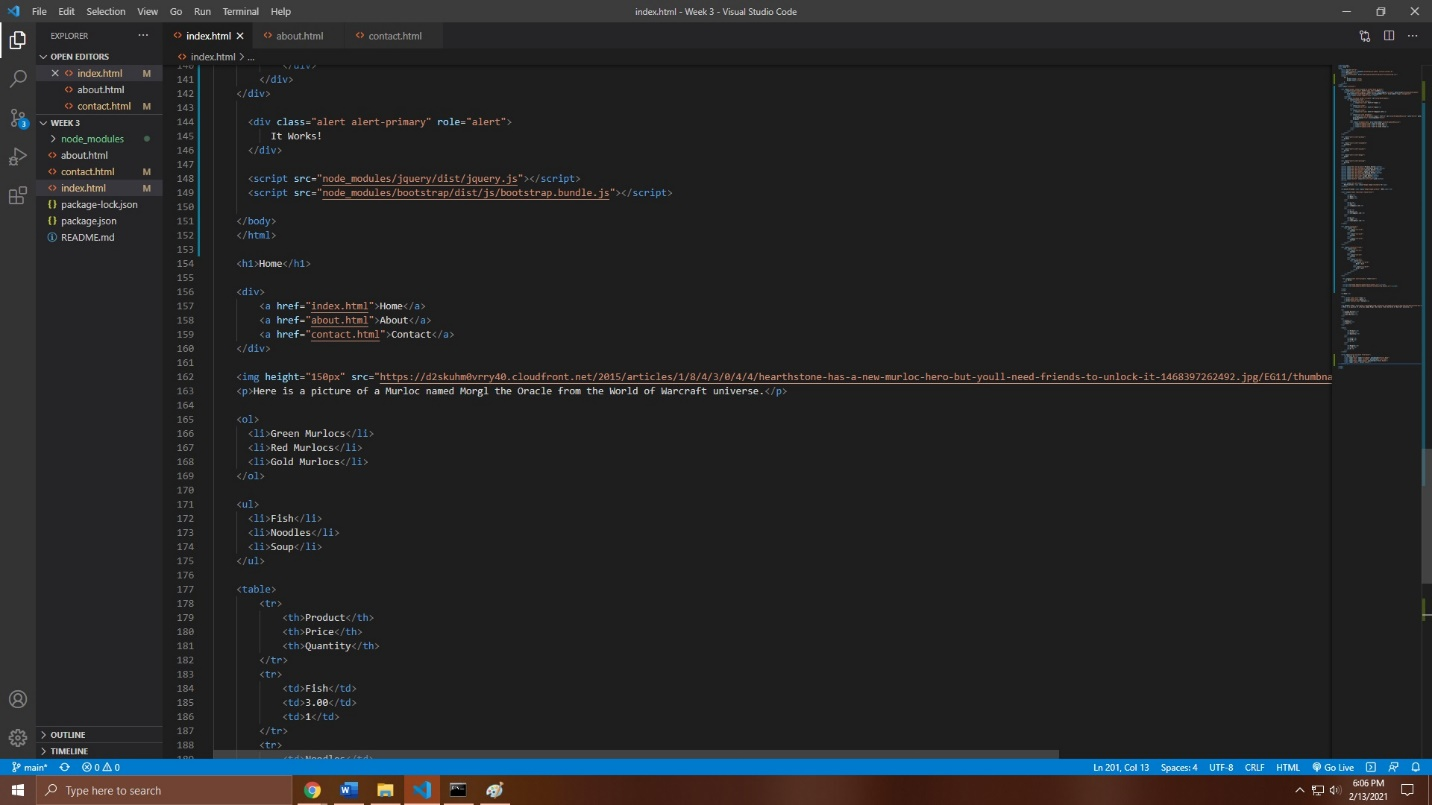 File Edit Selection View Go Run Terminal Help
index.html - Week 3 - Visual Studio Code
EXPLORER
OPEN EDITORS
index.html M
about.html
contact.html M
WEEK 3
node_modules
about.html
contact.html M
index.html M
package-lock.json
package.json
README.md
OUTLINE
TIMELINE
index.html about.html contact.html
index.html > ...
140 </div>
141 </div>
142 </div>
143
144 <div class="alert alert-primary" role="alert">
145 It Works!
146 </div>
147
148 <script src="node_modules/jquery/dist/jquery.js"></script>
149 <script src="node_modules/bootstrap/dist/js/bootstrap.bundle.js"></script>
150
151 </body>
152 </html>
153
154 <h1>Home</h1>
155
156 <div>
157 <a href="index.html">Home</a>
158 <a href="about.html">About</a>
159 <a href="contact.html">Contact</a>
160 </div>
161
162 <img height="150px" src="https://d2skuhm0vrry40.cloudfront.net/2015/articles/1/8/4/3/0/4/4/hearthstone-has-a-new-murloc-hero-but-youll-need-friends-to-unlock-it-1468397262492.jpg/EG11/thumbna
163 <p>Here is a picture of a Murloc named Morgl the Oracle from the World of Warcraft universe.</p>
164
165 <ol>
166 <li>Green Murlocs</li>
167 <li>Red Murlocs</li>
168 <li>Gold Murlocs</li>
169 </ol>
170
171 <ul>
172 <li>Fish</li>
173 <li>Noodles</li>
174 <li>Soup</li>
175 </ul>
176
177 <table>
178 <tr>
179 <th>Product</th>
180 <th>Price</th>
181 <th>Quantity</th>
182 </tr>
183 <tr>
184 <td>Fish</td>
185 <td>3.00</td>
186 <td>1</td>
187 </tr>
188 <tr>
189 <td>Noodles</td>
main* 0 0
Ln 201, Col 13 Spaces: 4 UTF-8 CRLF HTML Go Live
Type here to search
6:06 PM
2/13/2021